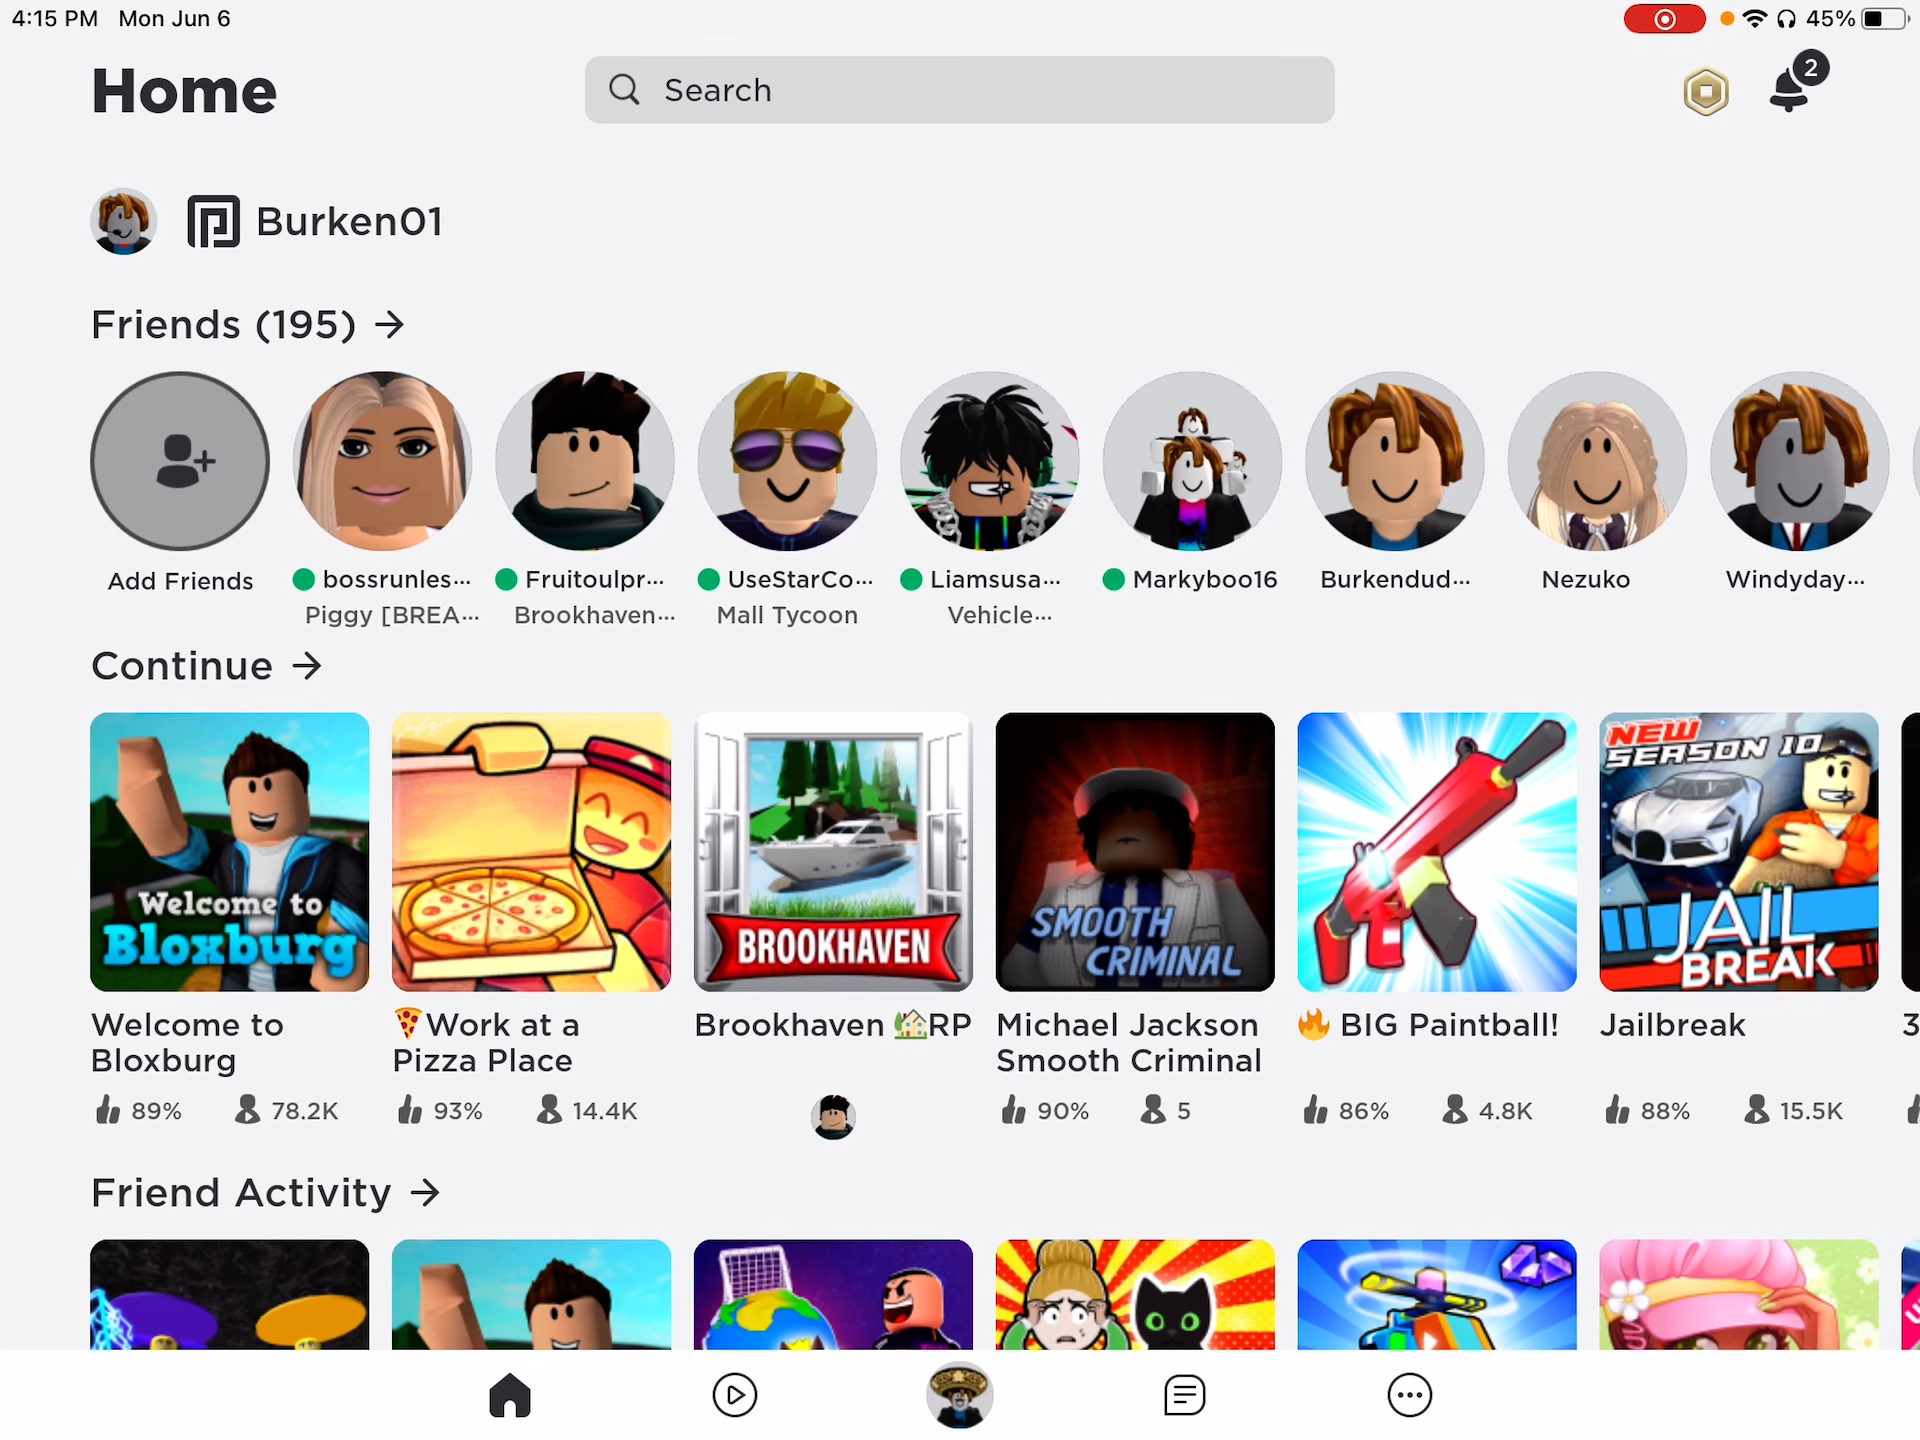 4:15 PM Mon Jun 6
45%
Home
Search
2
Burken01
Friends (195) →
Add Friends
bossrunles...
Piggy [BREA...
Fruitoulpr...
Brookhaven...
UseStarCo...
Mall Tycoon
Liamsusa...
Vehicle...
Markyboo16
Burkendud...
Nezuko
Windyday...
Continue →
Welcome to
Bloxburg
BROOKHAVEN
SMOOTH
CRIMINAL
NEW
SEASON 10
JAIL
BREAK
Welcome to
Bloxburg
89% 78.2K
🍕Work at a
Pizza Place
93% 14.4K
Brookhaven 🏡RP
Michael Jackson
Smooth Criminal
90% 5
🔥 BIG Paintball!
86% 4.8K
Jailbreak
88% 15.5K
3
Friend Activity →